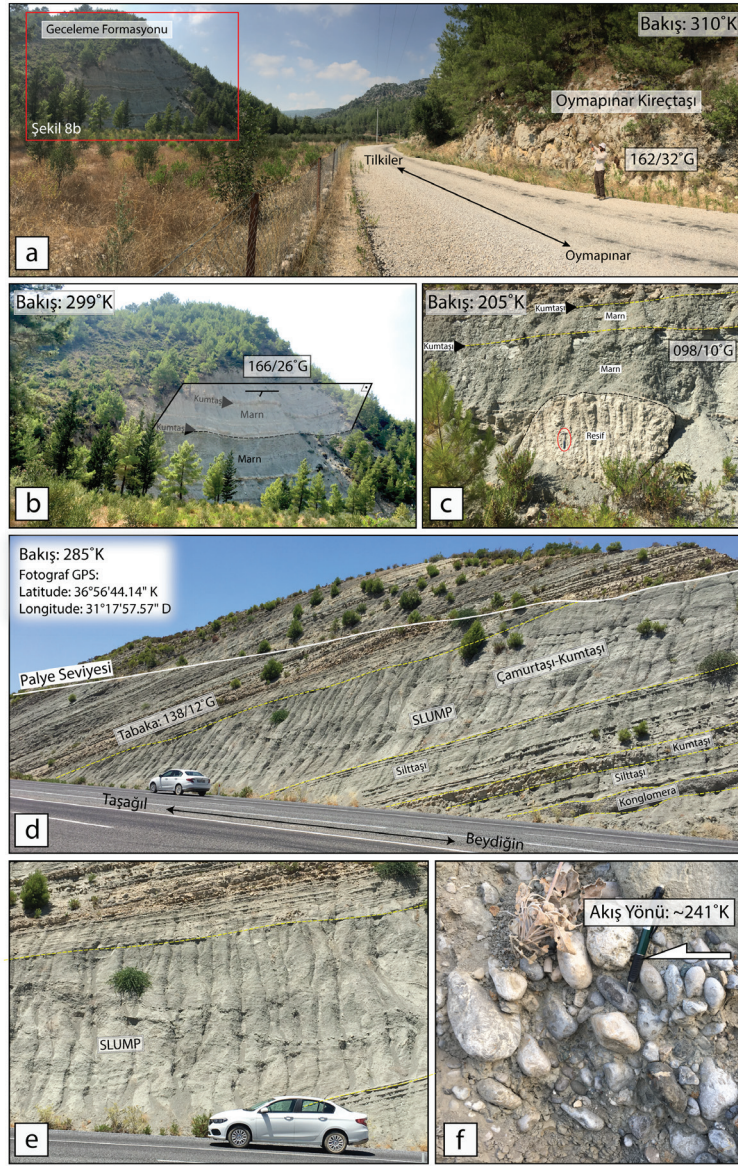 Geceleme Formasyonu
Bakış: 310˚K
Oymapınar Kireçtaşı
Şekil 8b
162/32˚G
Tilkiler
Oymapınar
a
Bakış: 299˚K
166/26˚G
Kumtaşı
Marn
Kumtaşı
Marn
b
Bakış: 205˚K
Kumtaşı
Marn
Kumtaşı
098/10˚G
Marn
Resif
c
Bakış: 285˚K
Fotograf GPS:
Latitude: 36°56'44.14" K
Longitude: 31°17'57.57" D
Palye Seviyesi
Çamurtaşı-Kumtaşı
Tabaka: 138/12˚G
SLUMP
Silttaşı
Kumtaşı
Silttaşı
Konglomera
Taşağıl
Beydiğin
d
SLUMP
e
Akış Yönü: ~241˚K
f